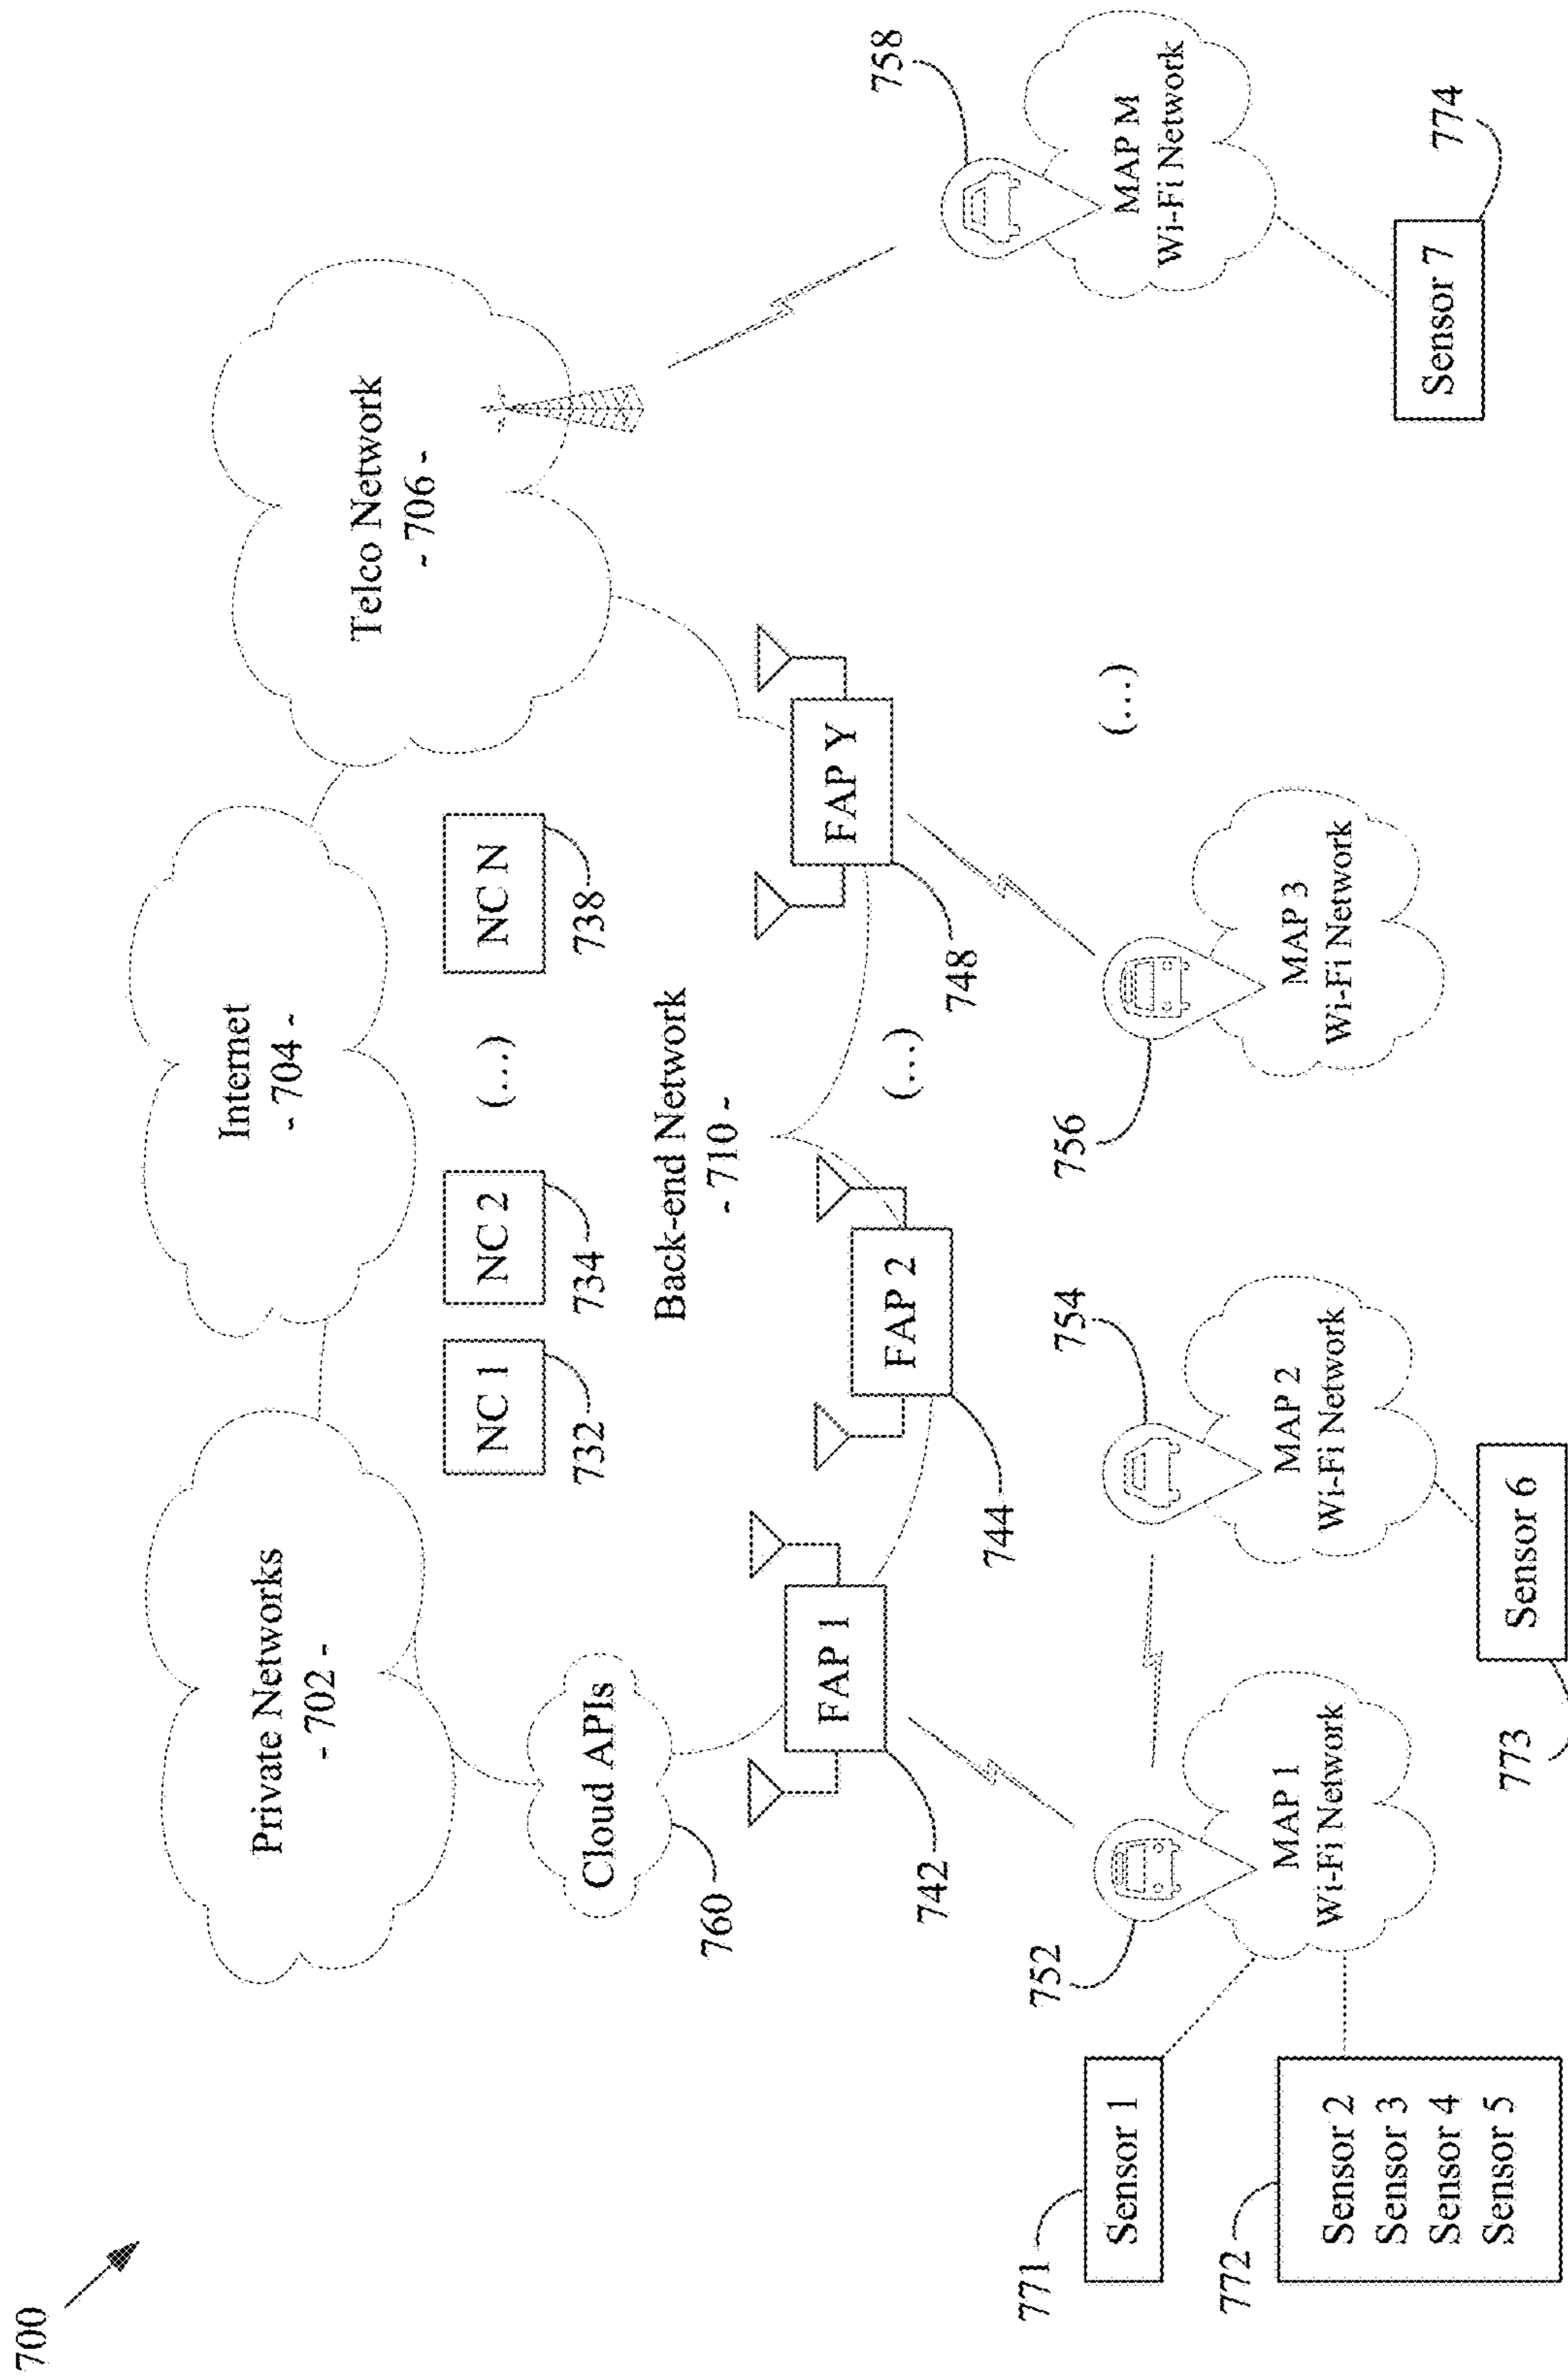 700
Private Networks
- 702 -
Internet
- 704 -
Telco Network
- 706 -
Cloud APIs
760
NC 1
732
NC 2
734
(...)
NC N
738
Back-end Network
- 710 -
FAP 1
742
FAP 2
744
(...)
FAP Y
748
752
MAP 1
Wi-Fi Network
754
MAP 2
Wi-Fi Network
756
MAP 3
Wi-Fi Network
(...)
758
MAP M
Wi-Fi Network
771
Sensor 1
772
Sensor 2
Sensor 3
Sensor 4
Sensor 5
773
Sensor 6
Sensor 7
774